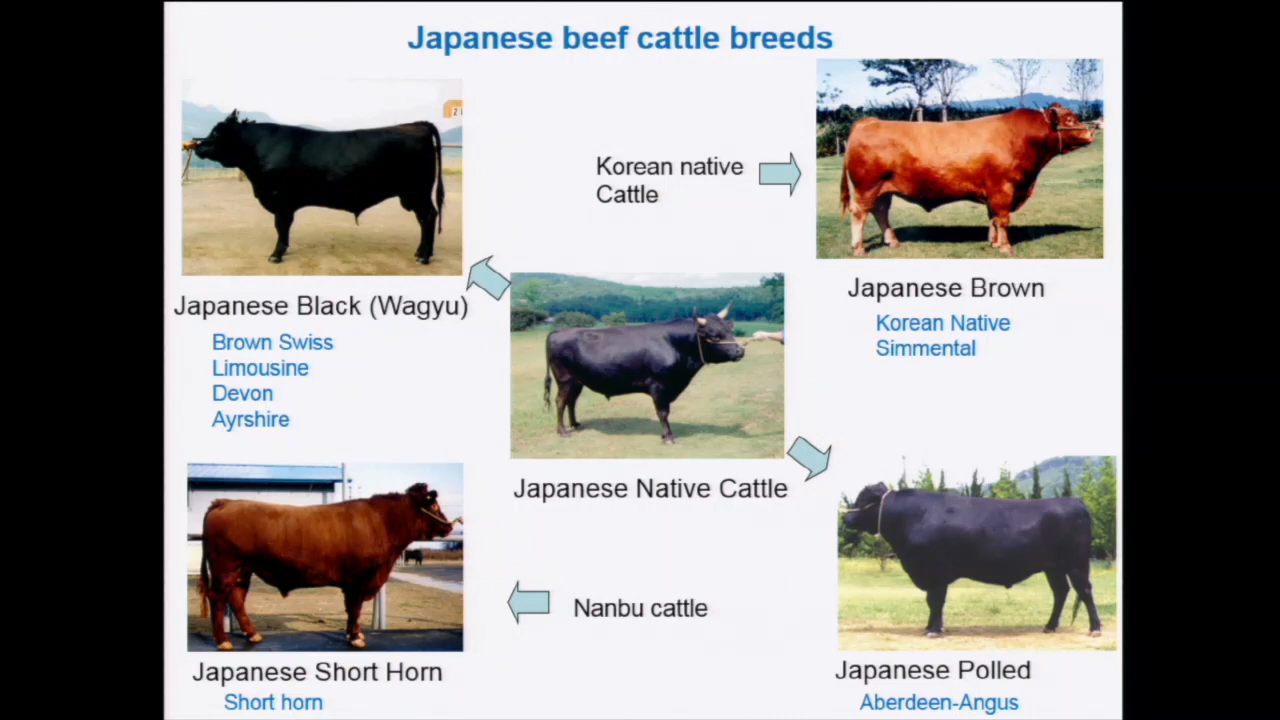 Japanese beef cattle breeds
Korean native
Cattle
Japanese Black (Wagyu)
Brown Swiss
Limousine
Devon
Ayrshire
Japanese Brown
Korean Native
Simmental
Japanese Native Cattle
Nanbu cattle
Japanese Short Horn
Short horn
Japanese Polled
Aberdeen-Angus